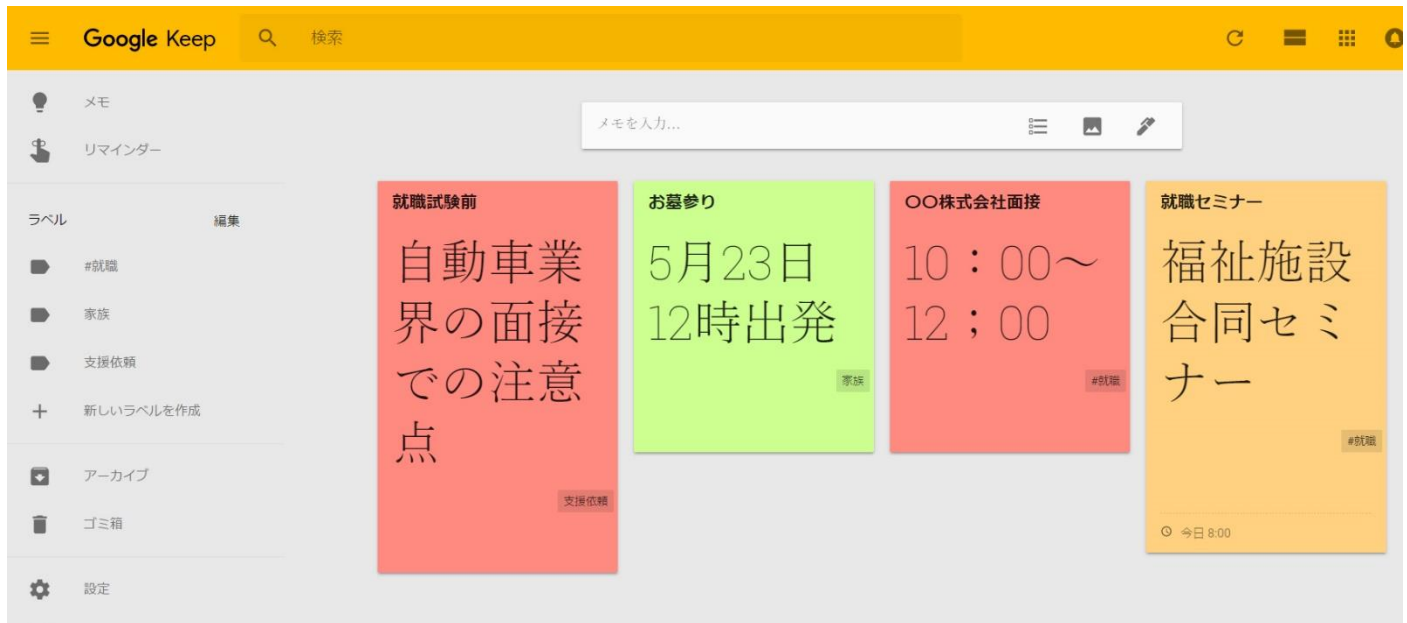 Google Keep
検索
メモ
リマインダー
ラベル 編集
#就職
家族
支援依頼
新しいラベルを作成
アーカイブ
ゴミ箱
設定
メモを入力...
就職試験前
自動車業
界の面接
での注意
点
支援依頼
お墓参り
5月23日
12時出発
家族
〇〇株式会社面接
10：00～
12；00
#就職
就職セミナー
福祉施設
合同セミ
ナー
#就職
今日 8:00